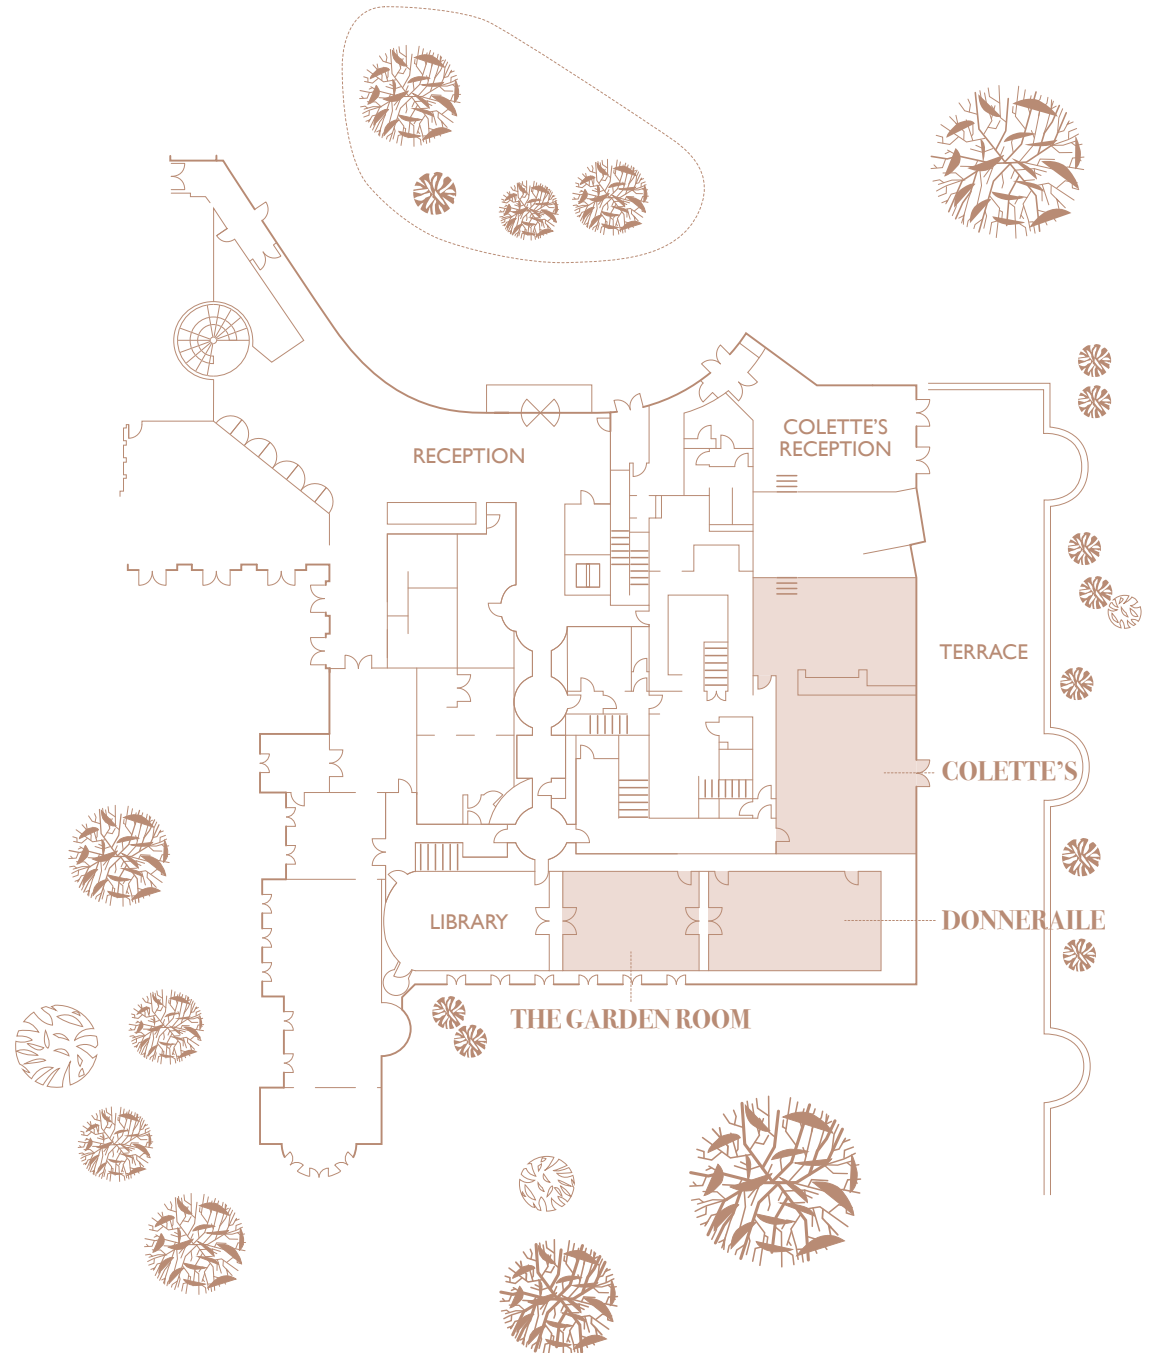 COLETTE'S
RECEPTION
RECEPTION
TERRACE
COLETTE'S
LIBRARY
DONNERAILE
THE GARDEN ROOM